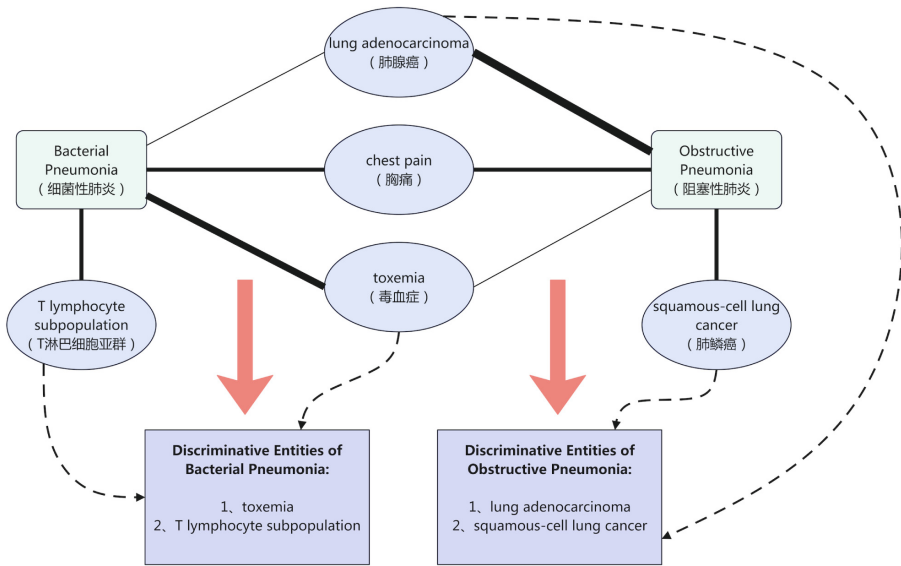 lung adenocarcinoma
（肺腺癌）
Bacterial
Pneumonia
（细菌性肺炎）
chest pain
（胸痛）
Obstructive
Pneumonia
（阻塞性肺炎）
T lymphocyte
subpopulation
（T淋巴细胞亚群）
toxemia
（毒血症）
squamous-cell lung
cancer
（肺鳞癌）
Discriminative Entities of
Bacterial Pneumonia:
1、toxemia
2、T lymphocyte subpopulation
Discriminative Entities of
Obstructive Pneumonia:
1、lung adenocarcinoma
2、squamous-cell lung cancer